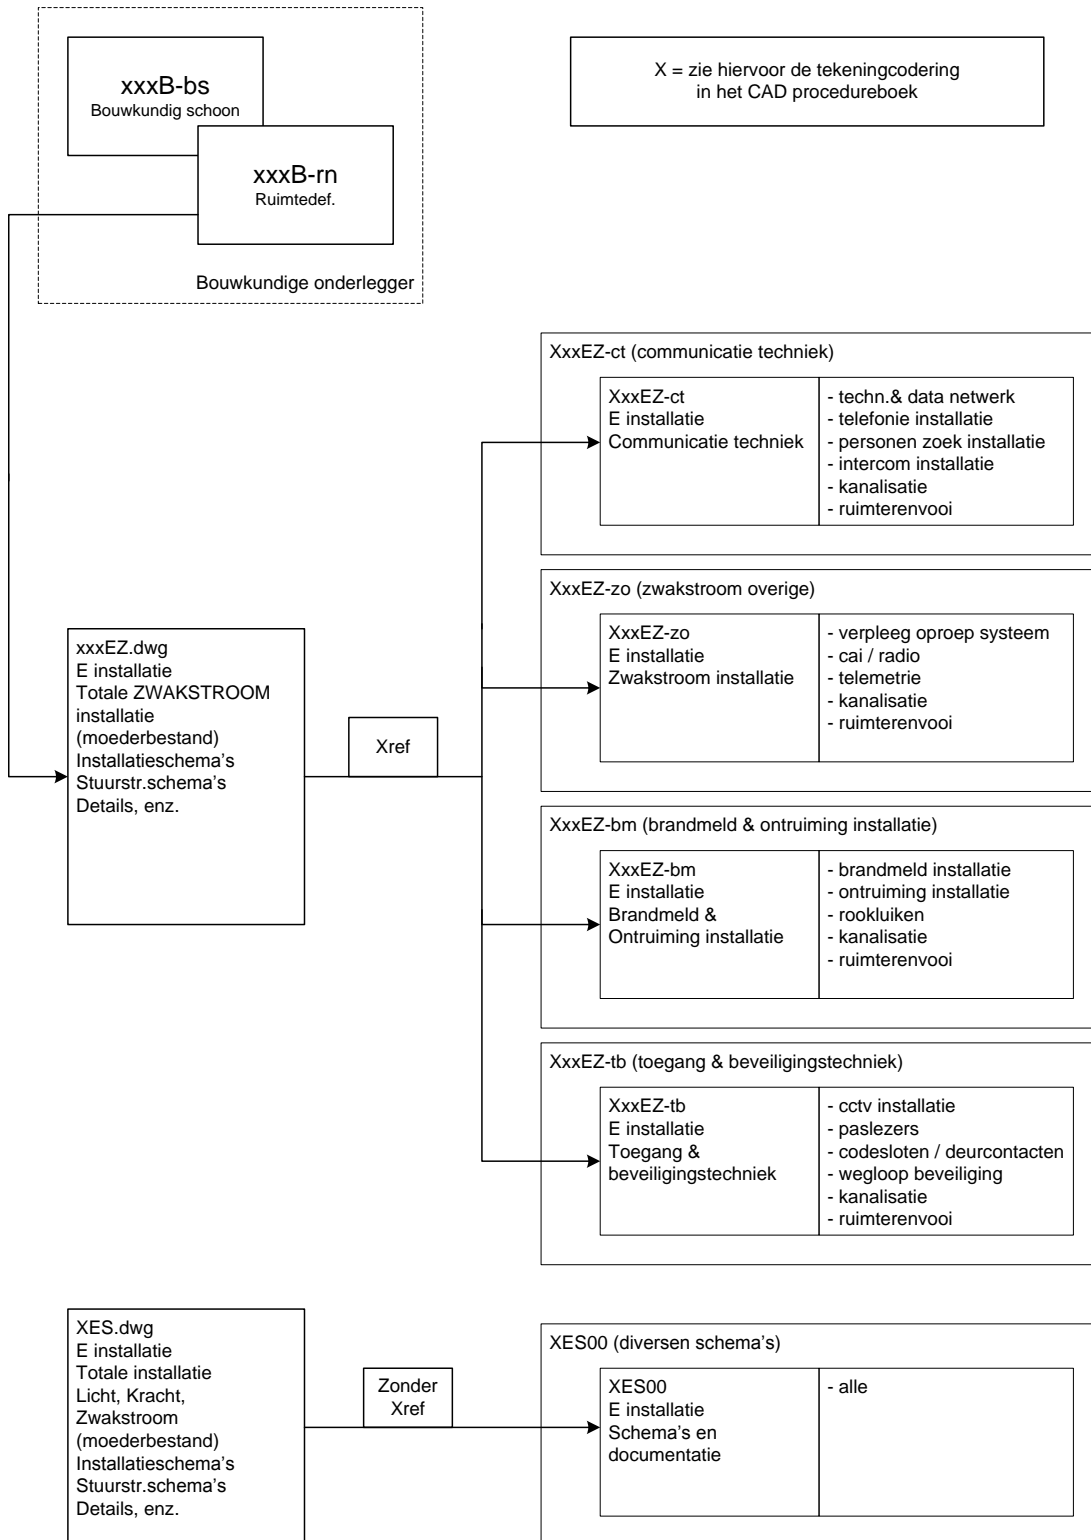 xxxB-bs
Bouwkundig schoon
xxxB-rn
Ruimtedef.
Bouwkundige onderlegger
X = zie hiervoor de tekeningcodering
in het CAD procedureboek
xxxEZ.dwg
E installatie
Totale ZWAKSTROOM
installatie
(moederbestand)
Installatieschema's
Stuurstr.schema's
Details, enz.
Xref
XxxEZ-ct (communicatie techniek)
XxxEZ-ct
E installatie
Communicatie techniek
- techn.& data netwerk
- telefonie installatie
- personen zoek installatie
- intercom installatie
- kanalisatie
- ruimterenvooi
XxxEZ-zo (zwakstroom overige)
XxxEZ-zo
E installatie
Zwakstroom installatie
- verpleeg oproep systeem
- cai / radio
- telemetrie
- kanalisatie
- ruimterenvooi
XxxEZ-bm (brandmeld & ontruiming installatie)
XxxEZ-bm
E installatie
Brandmeld &
Ontruiming installatie
- brandmeld installatie
- ontruiming installatie
- rookluiken
- kanalisatie
- ruimterenvooi
XxxEZ-tb (toegang & beveiligingstechniek)
XxxEZ-tb
E installatie
Toegang &
beveiligingstechniek
- cctv installatie
- paslezers
- codesloten / deurcontacten
- wegloop beveiliging
- kanalisatie
- ruimterenvooi
XES.dwg
E installatie
Totale installatie
Licht, Kracht,
Zwakstroom
(moederbestand)
Installatieschema's
Stuurstr.schema's
Details, enz.
Zonder
Xref
XES00 (diversen schema's)
XES00
E installatie
Schema's en
documentatie
- alle